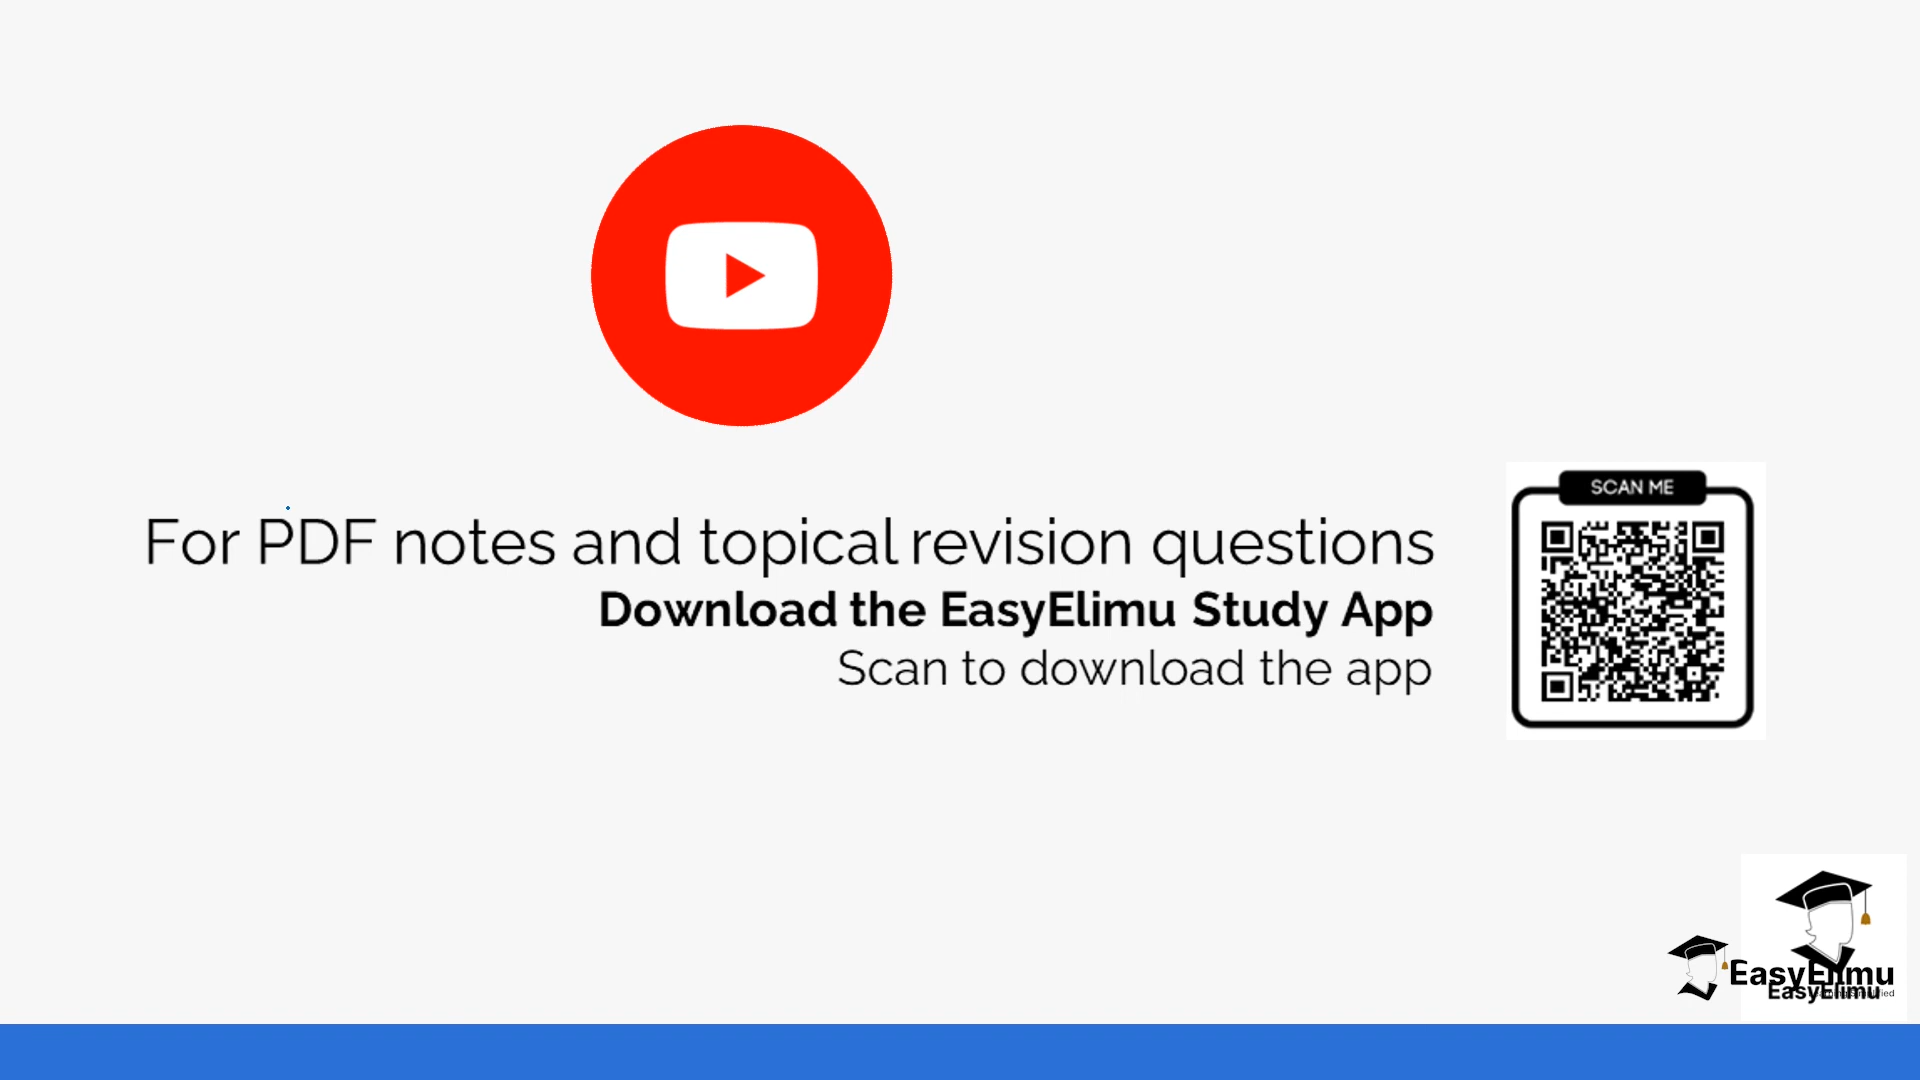 For PDF notes and topical revision questions
Download the EasyElimu Study App
Scan to download the app
SCAN ME
EasyElimu
EasyElimu